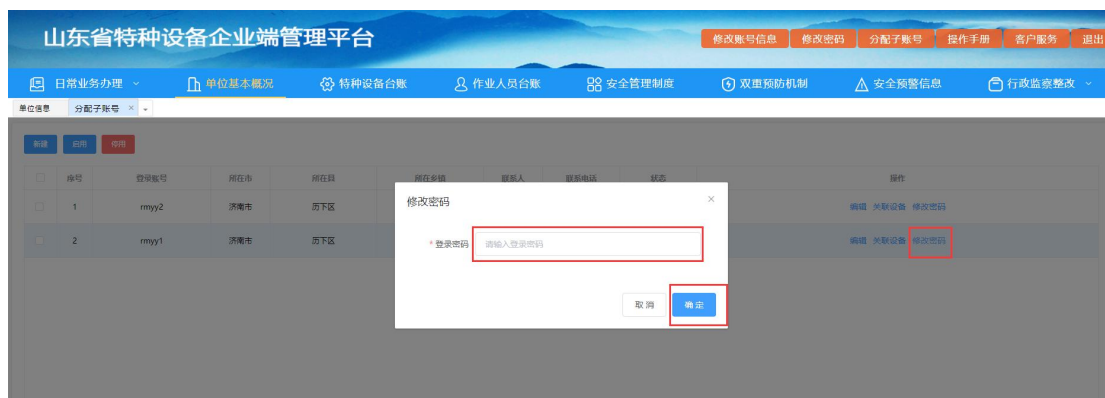 山东省特种设备企业端管理平台
修改账号信息 修改密码 分配子账号 操作手册 客户服务 退出
日常业务办理 单位基本概况 特种设备台账 作业人员台账 安全管理制度 双重预防机制 安全预警信息 行政监察整改
单位信息 分配子账号 ×
新建 启用 停用
序号 登录账号 所在市 所在县 所在乡镇 联系人 联系电话 状态 操作
修改密码 ×
1 rmyy2 济南市 历下区 编辑 关联设备 修改密码
2 rmyy1 济南市 历下区 编辑 关联设备 修改密码
* 登录密码 请输入登录密码
取消 确定